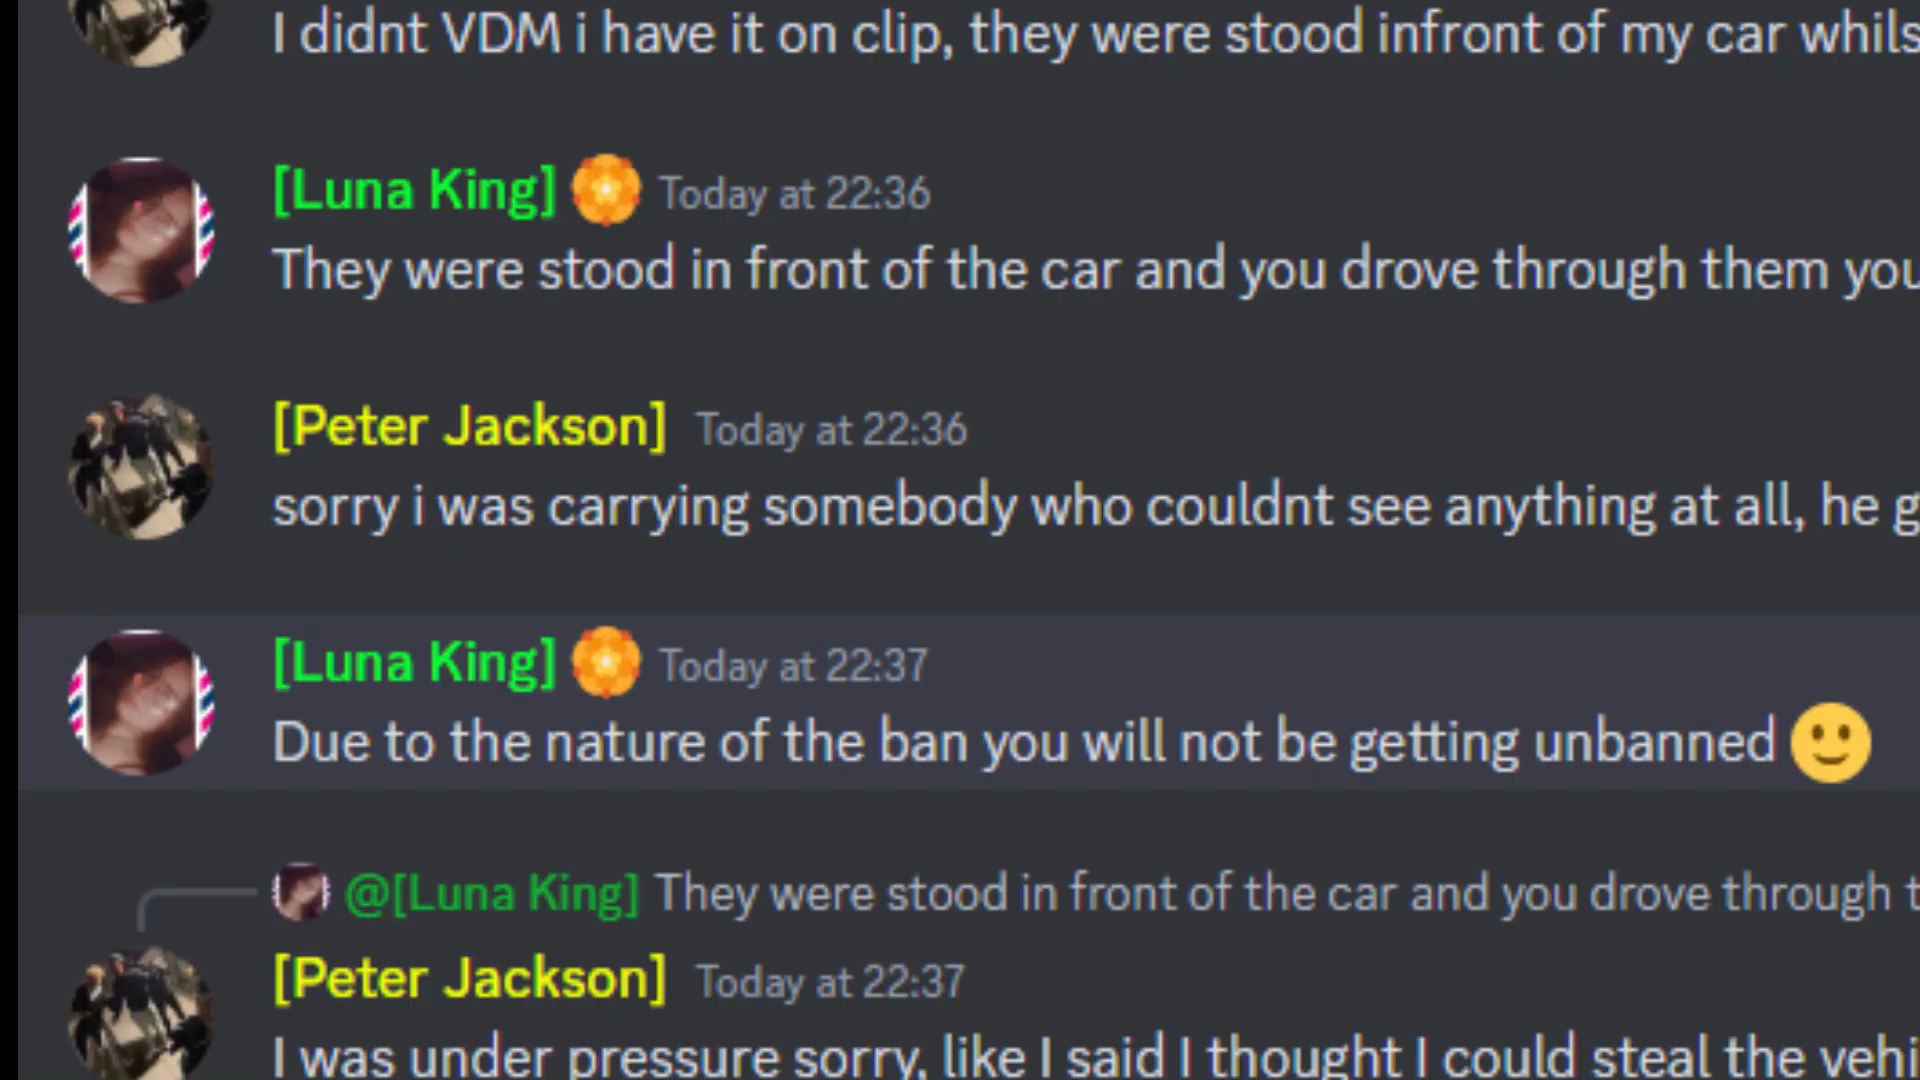 I didnt VDM i have it on clip, they were stood infront of my car whils
[Luna King] Today at 22:36
They were stood in front of the car and you drove through them you
[Peter Jackson] Today at 22:36
sorry i was carrying somebody who couldnt see anything at all, he g
[Luna King] Today at 22:37
Due to the nature of the ban you will not be getting unbanned
@[Luna King] They were stood in front of the car and you drove through t
[Peter Jackson] Today at 22:37
I was under pressure sorry, like I said I thought I could steal the vehi